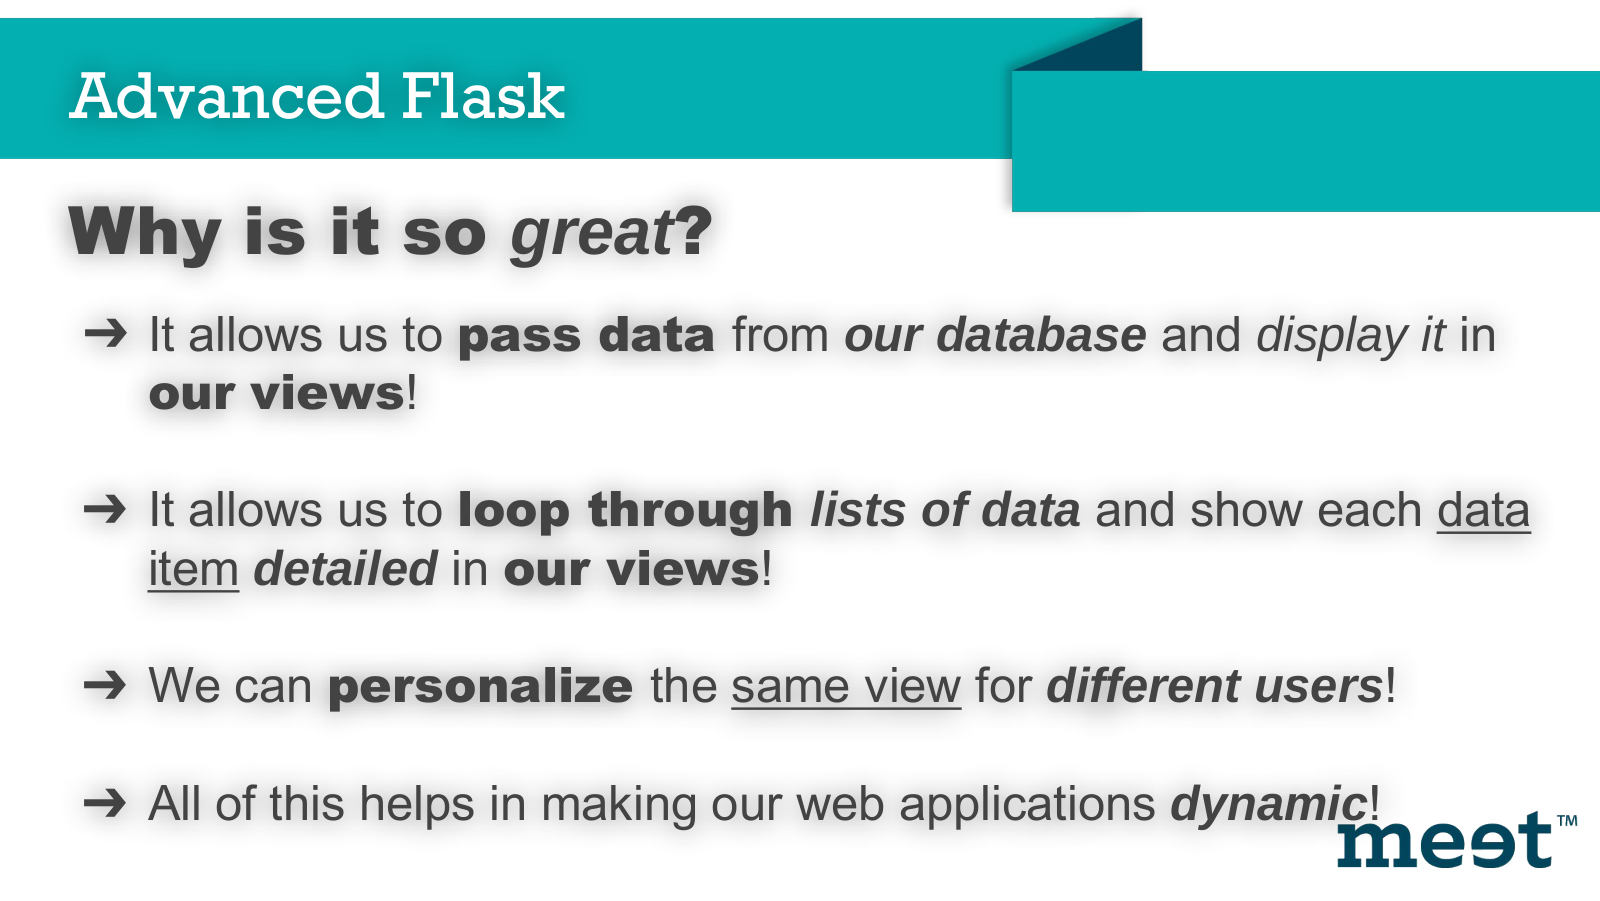 Advanced Flask
Why is it so great?
➔ It allows us to pass data from our database and display it in
our views!
➔ It allows us to loop through lists of data and show each data
item detailed in our views!
➔ We can personalize the same view for different users!
➔ All of this helps in making our web applications dynamic!
meet™